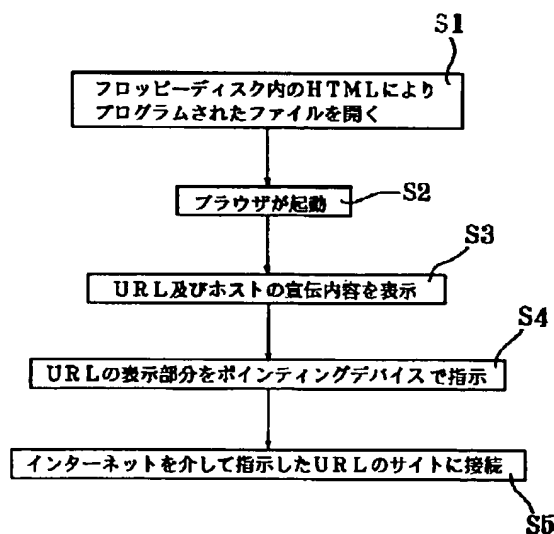 S1
フロッピーディスク内のHTMLにより
プログラムされたファイルを開く
S2
ブラウザが起動
S3
URL及びホストの宣伝内容を表示
S4
URLの表示部分をポインティングデバイスで指示
インターネットを介して指示したURLのサイトに接続
S5